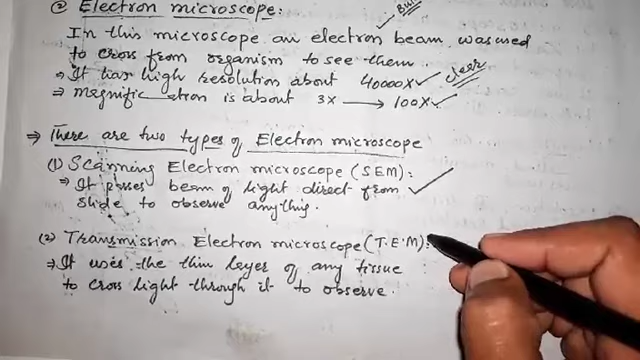 ② Electron microscope:
In this microscope an electron beam was used
to cross from organism to see them.
⇒ It has high resolution about 40000x ✓ clear
⇒ Magnification is about 3x → 100x ✓
⇒ There are two types of Electron microscope
(1) Scanning Electron microscope (SEM):
⇒ It passes beam of light direct from ✓
slide to observe anything.
(2) Transmission Electron microscope (T.E.M):
⇒ It uses the thin layer of any tissue
to cross light through it to observe.